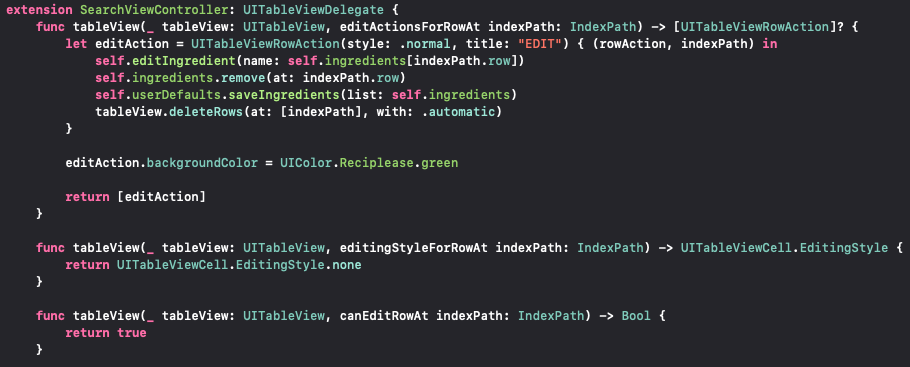 extension SearchViewController: UITableViewDelegate {
    func tableView(_ tableView: UITableView, editActionsForRowAt indexPath: IndexPath) -> [UITableViewRowAction]? {
        let editAction = UITableViewRowAction(style: .normal, title: "EDIT") { (rowAction, indexPath) in
            self.editIngredient(name: self.ingredients[indexPath.row])
            self.ingredients.remove(at: indexPath.row)
            self.userDefaults.saveIngredients(list: self.ingredients)
            tableView.deleteRows(at: [indexPath], with: .automatic)
        }

        editAction.backgroundColor = UIColor.Reciplease.green

        return [editAction]
    }

    func tableView(_ tableView: UITableView, editingStyleForRowAt indexPath: IndexPath) -> UITableViewCell.EditingStyle {
        return UITableViewCell.EditingStyle.none
    }

    func tableView(_ tableView: UITableView, canEditRowAt indexPath: IndexPath) -> Bool {
        return true
    }